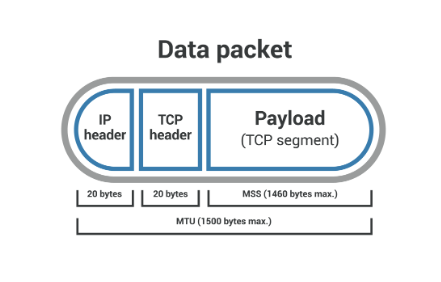 Data packet
IP
header
TCP
header
Payload
(TCP segment)
20 bytes
20 bytes
MSS (1460 bytes max.)
MTU (1500 bytes max.)